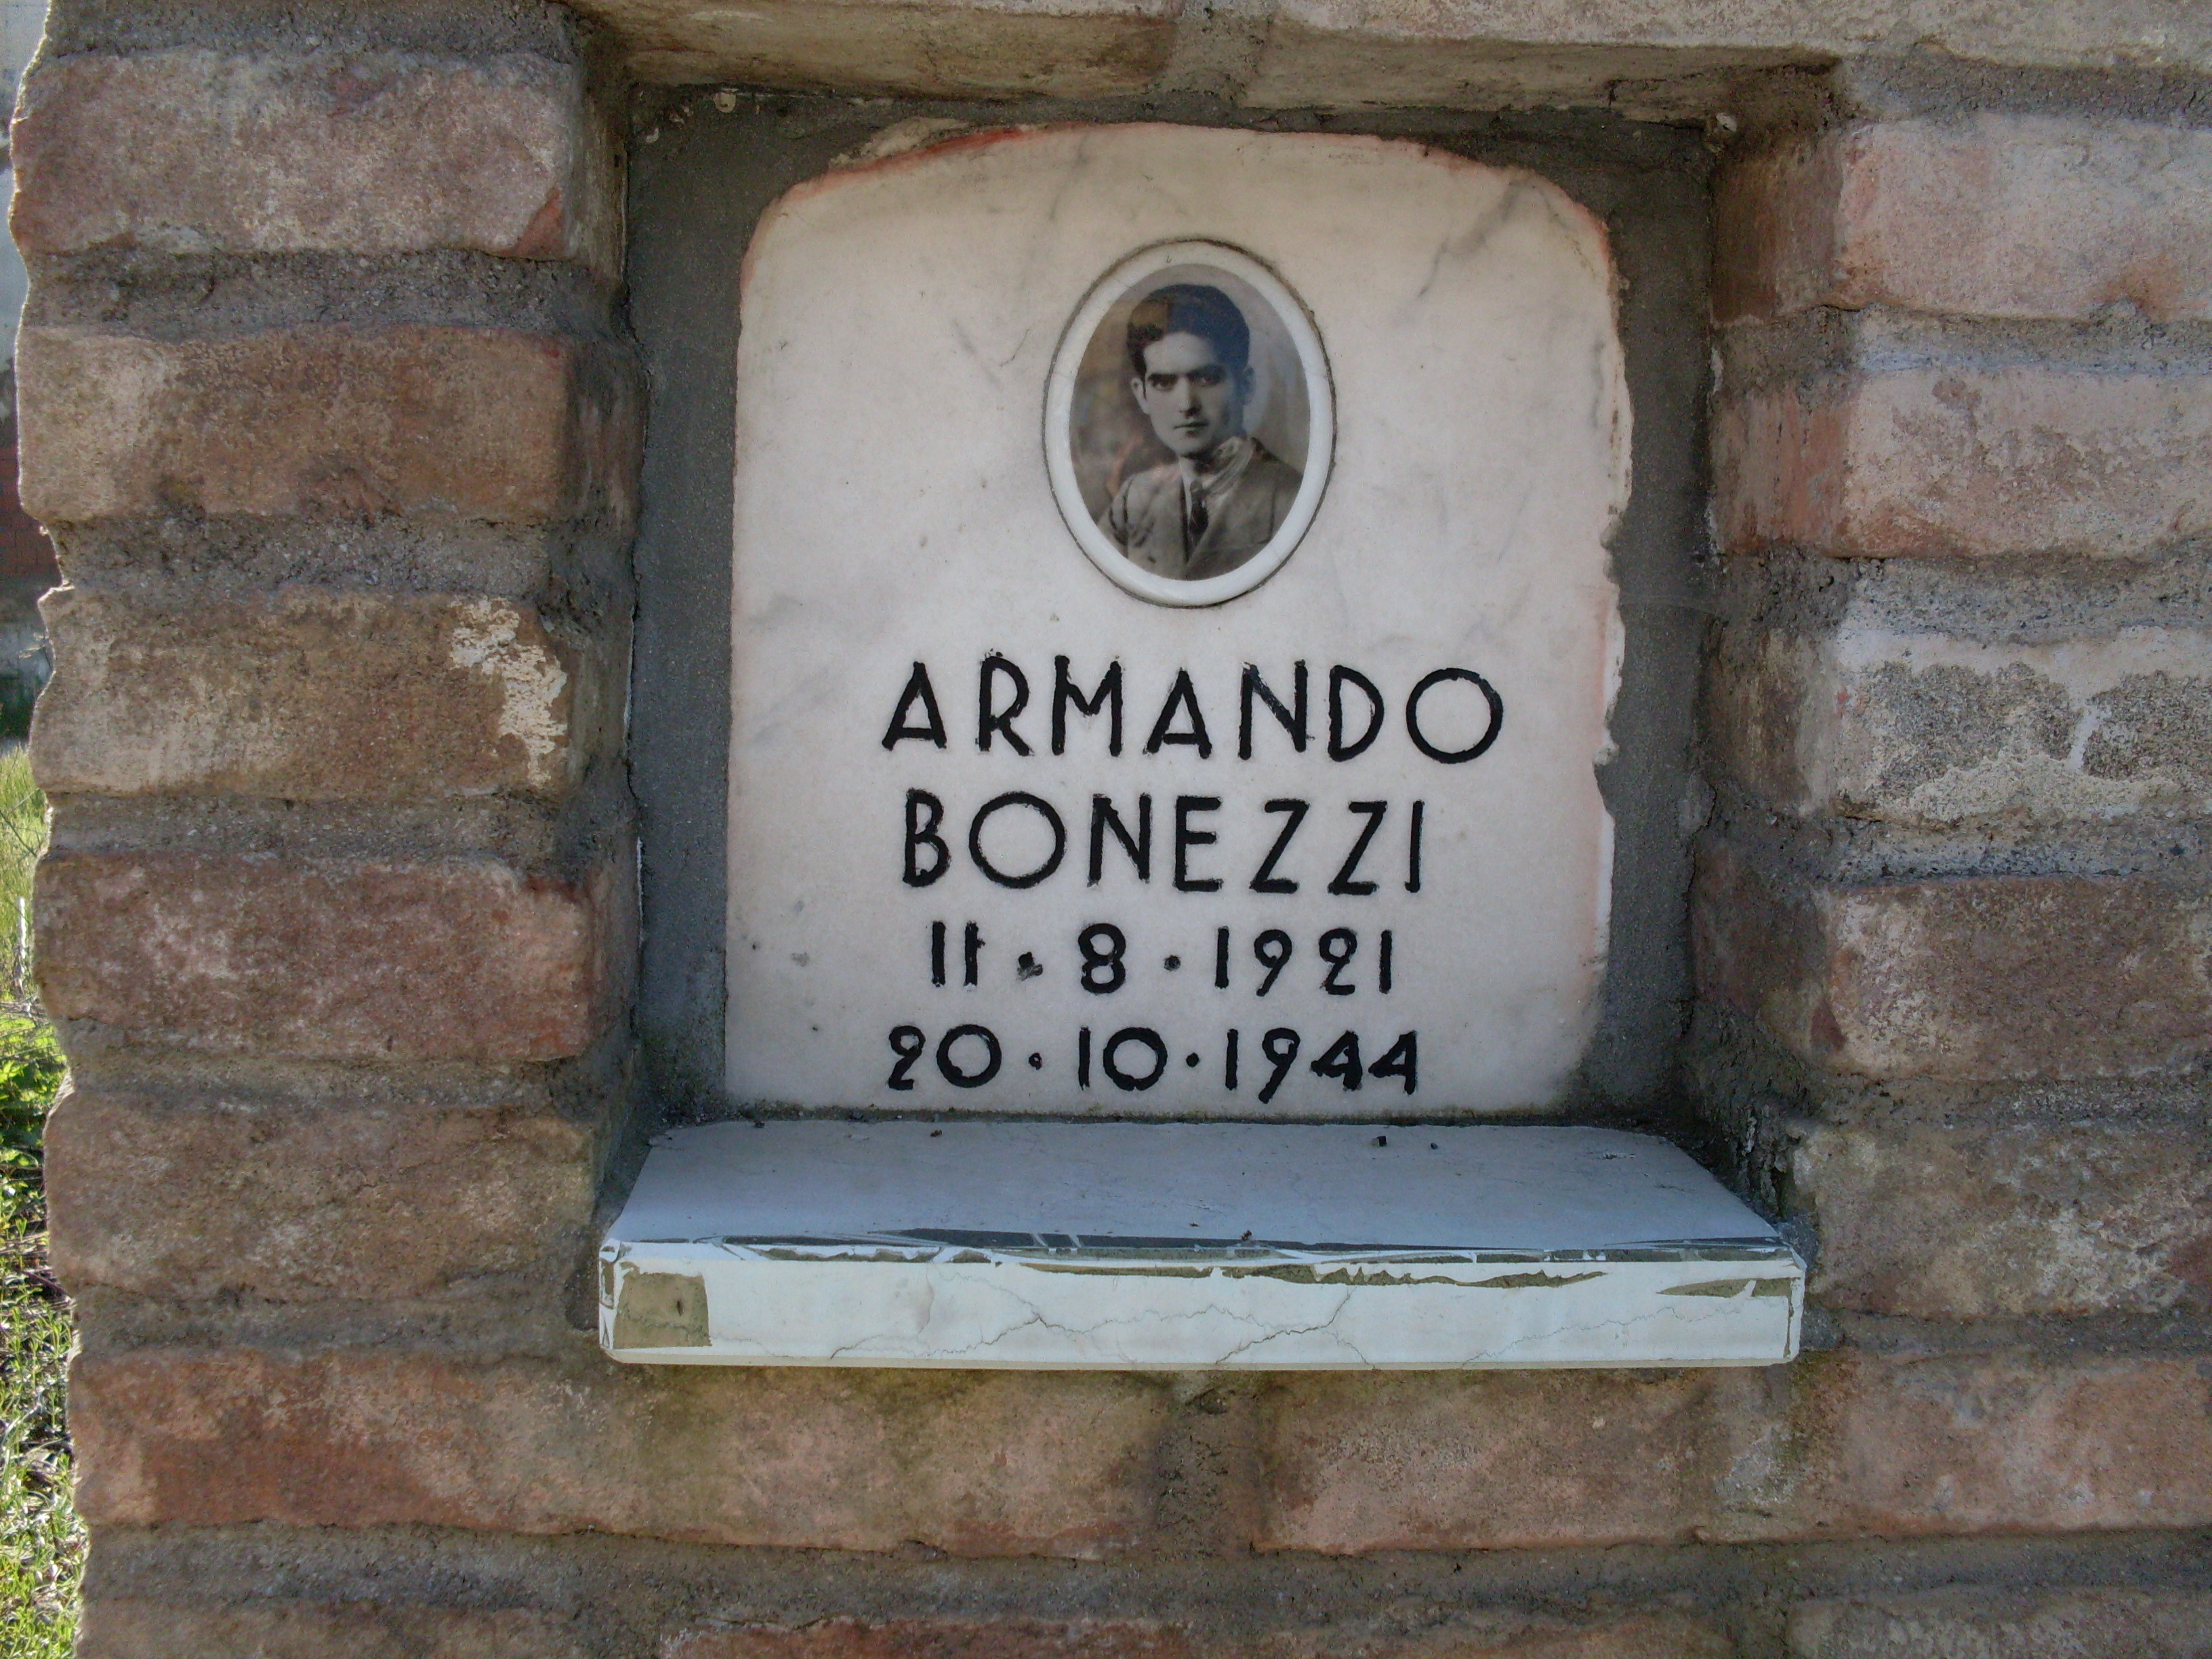 ARMANDO
BONEZZI
11 · 8 · 1921
20 · 10 · 1944